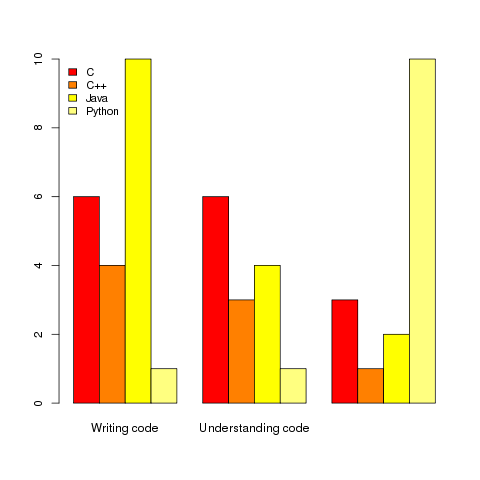 10
8
6
4
2
0
C
C++
Java
Python
Writing code
Understanding code